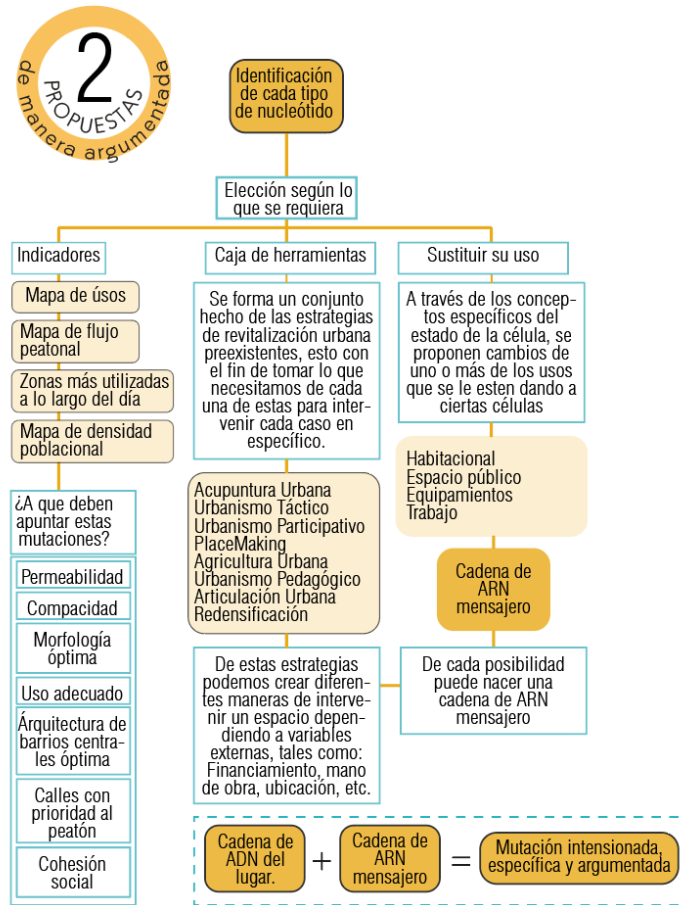 2
PROPUESTAS
de manera argumentada
Identificación
de cada tipo
de nucleótido
Elección según lo
que se requiera
Indicadores
Mapa de úsos
Mapa de flujo
peatonal
Zonas más utilizadas
a lo largo del día
Mapa de densidad
poblacional
¿A que deben
apuntar estas
mutaciones?
Permeabilidad
Compacidad
Morfología
óptima
Uso adecuado
Árquitectura de
barrios centra-
les óptima
Calles con
prioridad al
peatón
Cohesión
social
Caja de herramientas
Se forma un conjunto
hecho de las estrategias
de revitalización urbana
preexistentes, esto con
el fin de tomar lo que
necesitamos de cada
una de estas para inter-
venir cada caso en
específico.
Acupuntura Urbana
Urbanismo Táctico
Urbanismo Participativo
PlaceMaking
Agricultura Urbana
Urbanismo Pedagógico
Articulación Urbana
Redensificación
De estas estrategias
podemos crear diferen-
tes maneras de interve-
nir un espacio depen-
diendo a variables
externas, tales como:
Financiamiento, mano
de obra, ubicación, etc.
Sustituir su uso
A través de los concep-
tos específicos del
estado de la célula, se
proponen cambios de
uno o más de los usos
que se le esten dando a
ciertas células
Habitacional
Espacio público
Equipamientos
Trabajo
Cadena de
ARN
mensajero
De cada posibilidad
puede nacer una
cadena de ARN
mensajero
Cadena de
ADN del
lugar.
+
Cadena de
ARN
mensajero
=
Mutación intensionada,
específica y argumentada